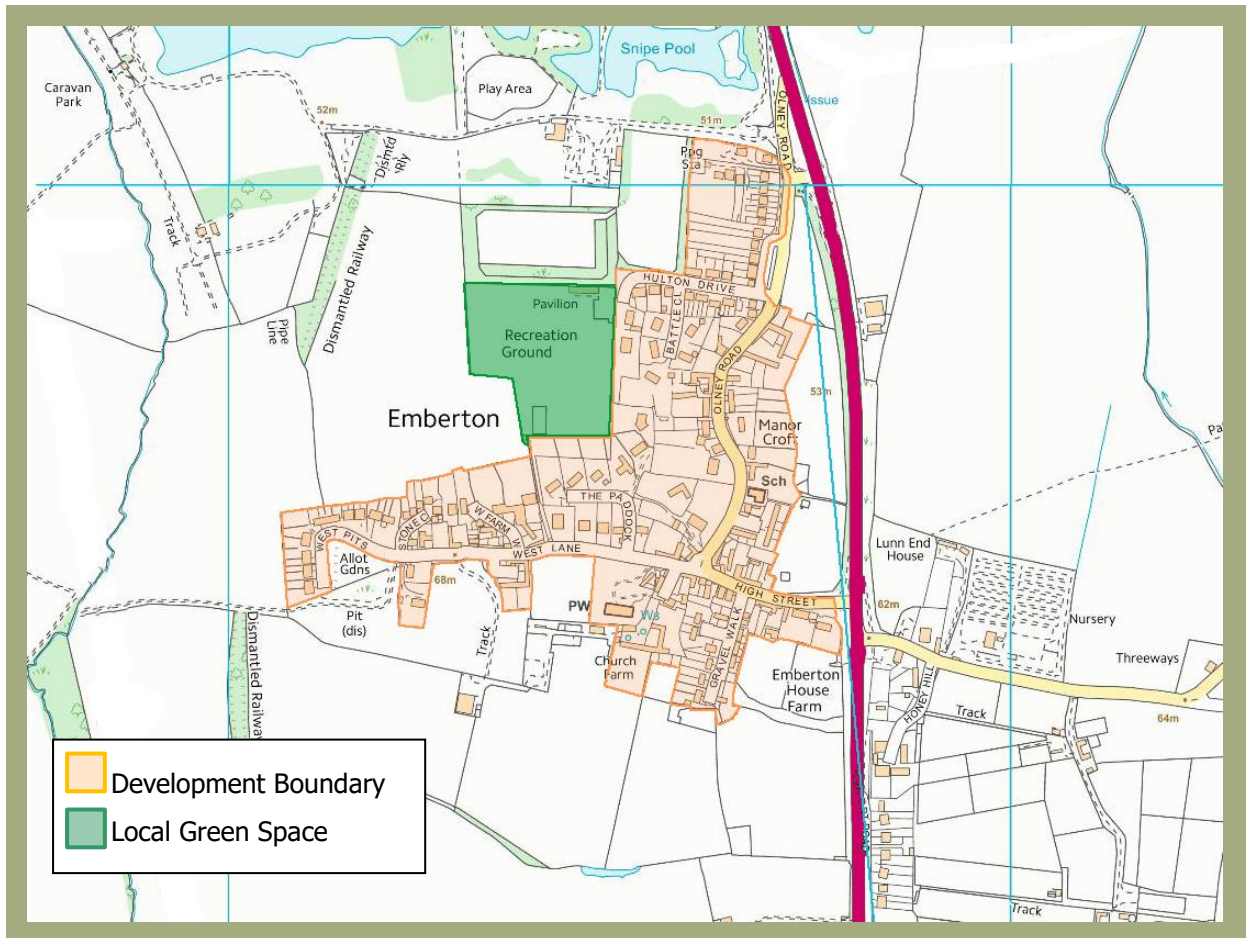 Snipe Pool
Caravan
Park
Play Area
Issue
OLNEY ROAD
52m
51m
Dismtd
Rly
Ppg
Sta
Track
Dismantled Railway
HULTON DRIVE
Pipe
Line
Pavilion
Recreation
Ground
BATTLE CL
OLNEY ROAD
53m
Emberton
Manor
Croft
Sch
THE PADDOCK
WEST PITS
STONE C
W FARM W
WEST LANE
Allot
Gdns
68m
Lunn End
House
HIGH STREET
62m
PW
Ws
Pit
(dis)
Track
Nursery
Dismantled Railway
Church
Farm
GRAVEL WALK
Emberton
House
Farm
Threeways
HONEY HILL
Track
64m
Development Boundary
Local Green Space
Track